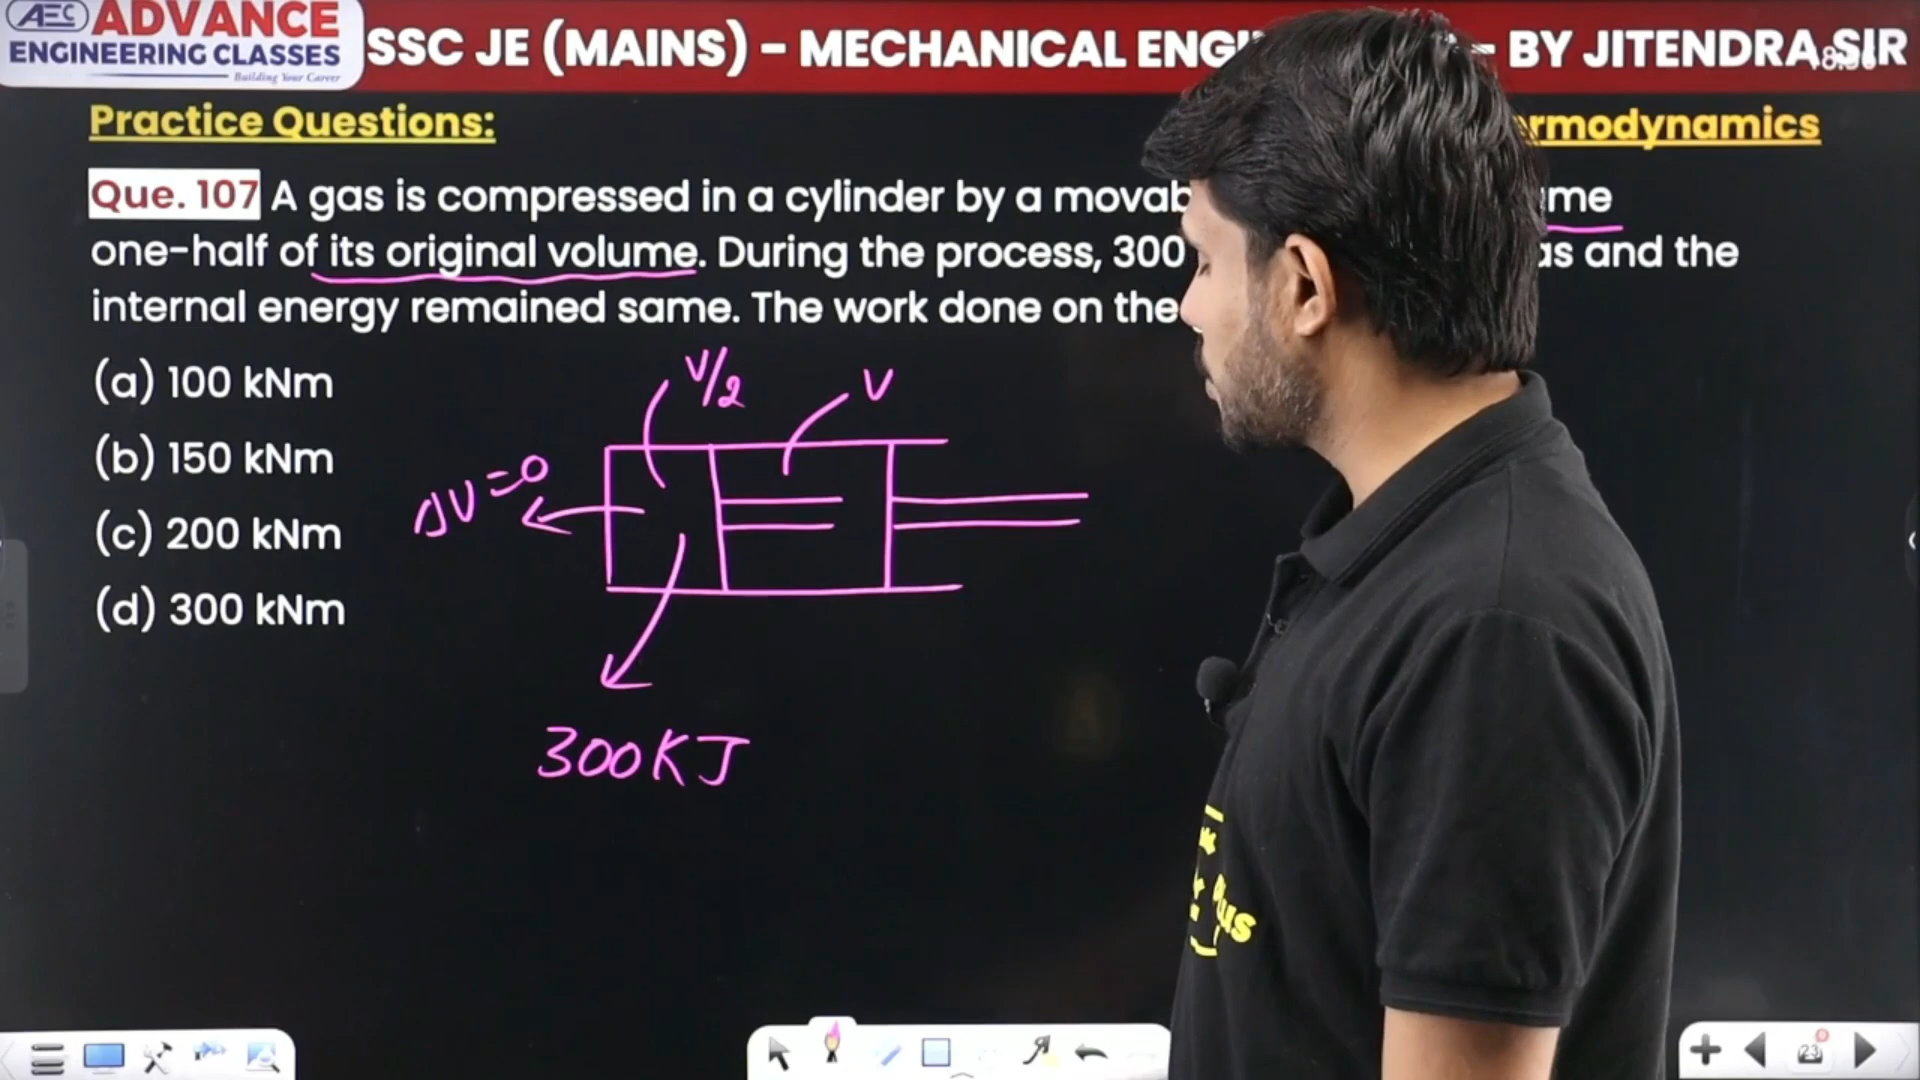 AEC ADVANCE
ENGINEERING CLASSES
Building Your Career
SSC JE (MAINS) - MECHANICAL ENGI - BY JITENDRA SIR
Practice Questions: rmodynamics
Que. 107 A gas is compressed in a cylinder by a movab me
one-half of its original volume. During the process, 300 as and the
internal energy remained same. The work done on the
(a) 100 kNm
(b) 150 kNm
(c) 200 kNm
(d) 300 kNm
V/2
V
ΔU=0
300KJ
23
us